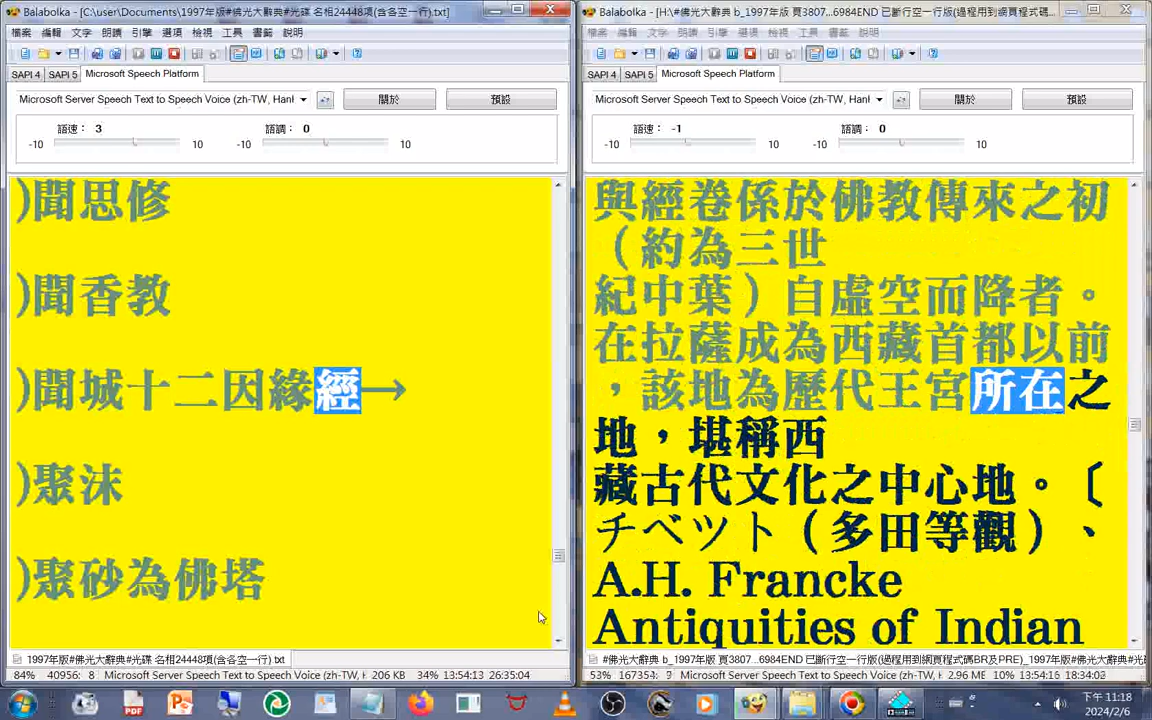 Balabolka - [C:\user\Documents\1997年版#佛光大辭典#光碟 名相24448項(含各空一行).txt]
檔案 編輯 文字 朗讀 引擎 選項 檢視 工具 書籤 說明
SAPI 4 SAPI 5 Microsoft Speech Platform
Microsoft Server Speech Text to Speech Voice (zh-TW, Hanl
關於
預設
語速： 3
語調： 0
-10 10 -10 10
)聞思修
)聞香教
)聞城十二因緣經→
)聚沫
)聚砂為佛塔
1997年版#佛光大辭典#光碟 名相24448項(含各空一行).txt
84% 40956: 8 Microsoft Server Speech Text to Speech Voice (zh-TW, H 206 KB 34% 13:54:13 26:35:04
Balabolka - [H:\#佛光大辭典 b_1997年版 頁3807...6984END 已斷行空一行版(過程用到網頁程式碼...
檔案 編輯 文字 朗讀 引擎 選項 檢視 工具 書籤 說明
SAPI 4 SAPI 5 Microsoft Speech Platform
Microsoft Server Speech Text to Speech Voice (zh-TW, Hanl
關於
預設
語速： -1
語調： 0
-10 10 -10 10
與經卷係於佛教傳來之初
（約為三世
紀中葉）自虛空而降者。
在拉薩成為西藏首都以前
，該地為歷代王宮所在之
地，堪稱西
藏古代文化之中心地。〔
チベツト（多田等觀）、
A.H. Francke
Antiquities of Indian
#佛光大辭典 b_1997年版 頁3807...6984END 已斷行空一行版(過程用到網頁程式碼BR及PRE)_1997年版#佛光
53% 167354: 9 Microsoft Server Speech Text to Speech Voice (zh-TW, H 2.96 MB 10% 13:54:16 18:34:02
下午 11:18
2024/2/6